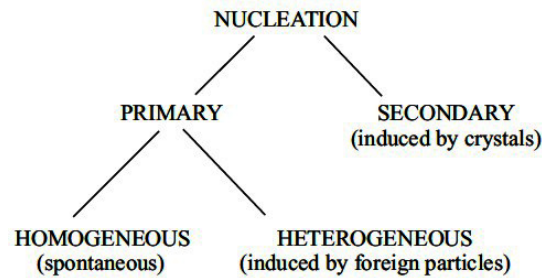 NUCLEATION
PRIMARY
SECONDARY
(induced by crystals)
HOMOGENEOUS
(spontaneous)
HETEROGENEOUS
(induced by foreign particles)